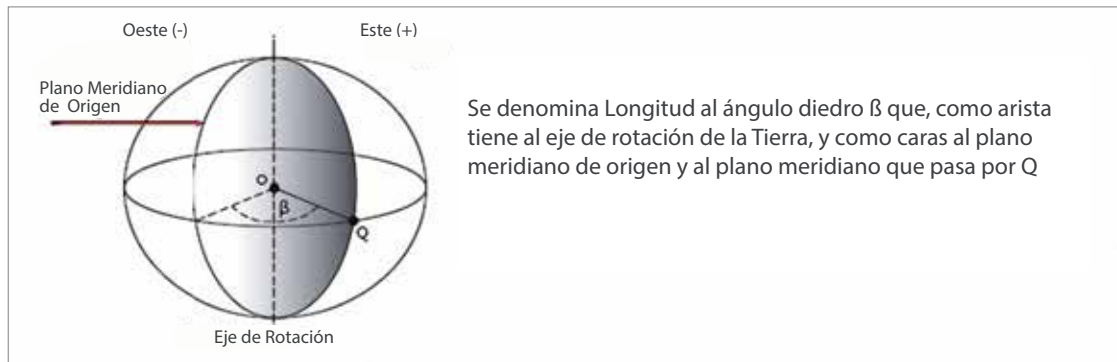 Oeste (-)
Este (+)
Plano Meridiano
de Origen
Se denomina Longitud al ángulo diedro ß que, como arista
tiene al eje de rotación de la Tierra, y como caras al plano
meridiano de origen y al plano meridiano que pasa por Q
O
β
Q
Eje de Rotación